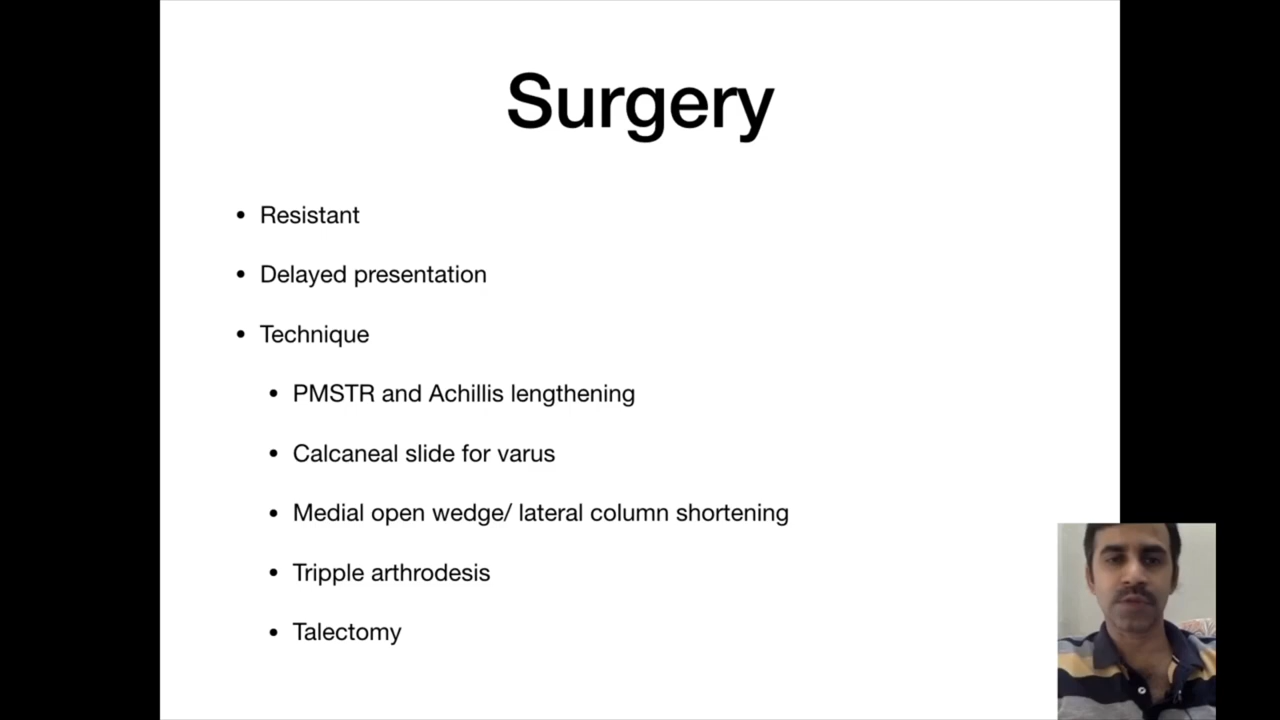 Surgery
• Resistant
• Delayed presentation
• Technique
• PMSTR and Achillis lengthening
• Calcaneal slide for varus
• Medial open wedge/ lateral column shortening
• Tripple arthrodesis
• Talectomy